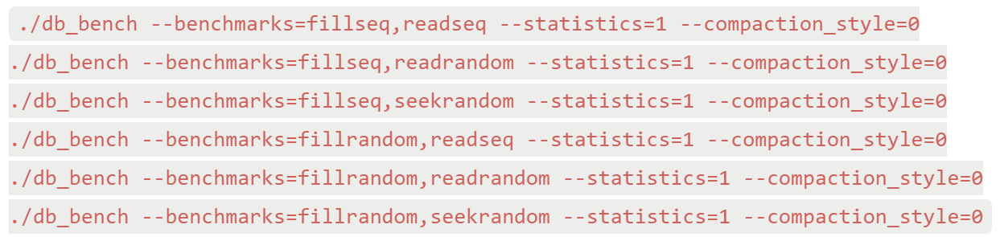 ./db_bench --benchmarks=fillseq,readseq --statistics=1 --compaction_style=0
./db_bench --benchmarks=fillseq,readrandom --statistics=1 --compaction_style=0
./db_bench --benchmarks=fillseq,seekrandom --statistics=1 --compaction_style=0
./db_bench --benchmarks=fillrandom,readseq --statistics=1 --compaction_style=0
./db_bench --benchmarks=fillrandom,readrandom --statistics=1 --compaction_style=0
./db_bench --benchmarks=fillrandom,seekrandom --statistics=1 --compaction_style=0